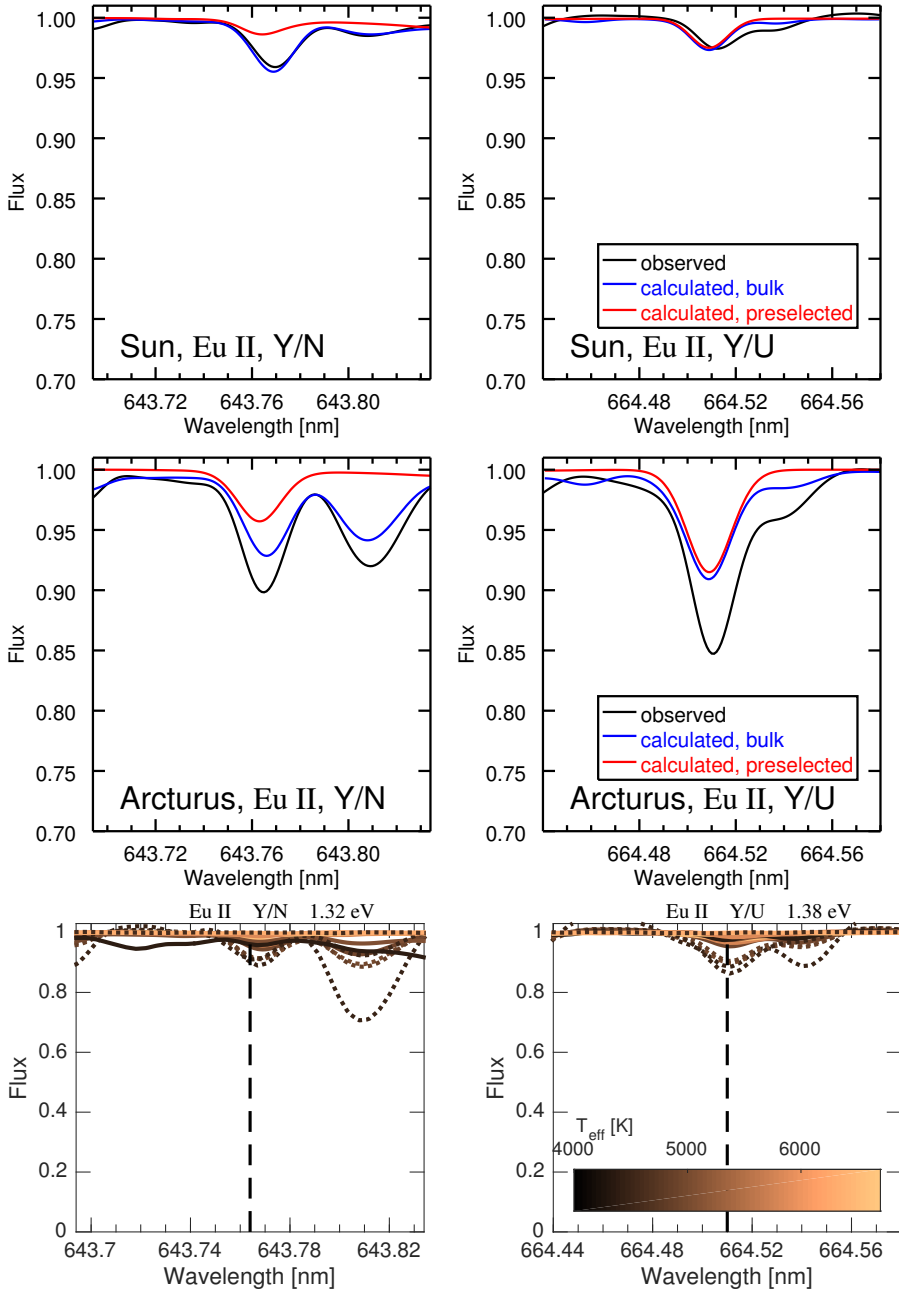 1.00
0.95
0.90
0.85
0.80
0.75
0.70
Flux
Sun, Eu II, Y/N
643.72 643.76 643.80
Wavelength [nm]
1.00
0.95
0.90
0.85
0.80
0.75
0.70
Flux
observed
calculated, bulk
calculated, preselected
Sun, Eu II, Y/U
664.48 664.52 664.56
Wavelength [nm]
1.00
0.95
0.90
0.85
0.80
0.75
0.70
Flux
Arcturus, Eu II, Y/N
643.72 643.76 643.80
Wavelength [nm]
1.00
0.95
0.90
0.85
0.80
0.75
0.70
Flux
observed
calculated, bulk
calculated, preselected
Arcturus, Eu II, Y/U
664.48 664.52 664.56
Wavelength [nm]
Eu II Y/N 1.32 eV
1
0.8
0.6
0.4
0.2
0
Flux
643.7 643.74 643.78 643.82
Wavelength [nm]
Eu II Y/U 1.38 eV
1
0.8
0.6
0.4
0.2
0
Flux
T_eff [K]
4000 5000 6000
664.44 664.48 664.52 664.56
Wavelength [nm]